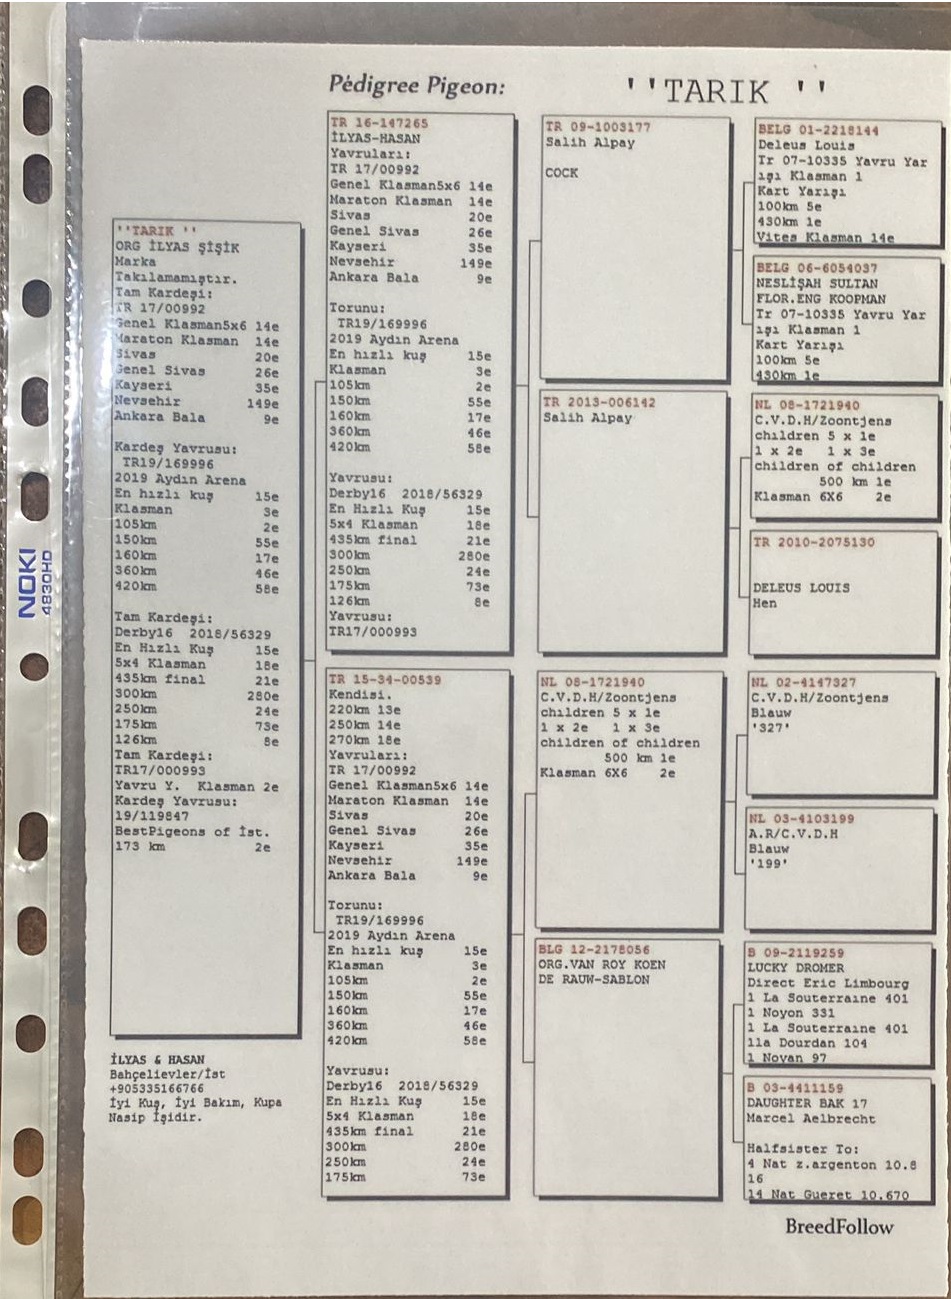 Pédigree Pigeon:
''TARIK ''
''TARIK ''
ORG İLYAS ŞİŞİK
Marka
Takılamamıştır.
Tam Kardeşi:
TR 17/00992
Genel Klasman5x6 14e
Maraton Klasman 14e
Sivas 20e
Genel Sivas 26e
Kayseri 35e
Nevsehir 149e
Ankara Bala 9e
Kardeş Yavrusu:
TR19/169996
2019 Aydın Arena
En hızlı kuş 15e
Klasman 3e
105km 2e
150km 55e
160km 17e
360km 46e
420km 58e
Tam Kardeşi:
Derby16 2018/56329
En Hızlı Kuş 15e
5x4 Klasman 18e
435km final 21e
300km 280e
250km 24e
175km 73e
126km 8e
Tam Kardeşi:
TR17/000993
Yavru Y. Klasman 2e
Kardeş Yavrusu:
19/119847
BestPigeons of İst.
173 km 2e
İLYAS & HASAN
Bahçelievler/İst
+905335166766
İyi Kuş, İyi Bakım, Kupa
Nasip İşidir.
TR 16-147265
İLYAS-HASAN
Yavruları:
TR 17/00992
Genel Klasman5x6 14e
Maraton Klasman 14e
Sivas 20e
Genel Sivas 26e
Kayseri 35e
Nevsehir 149e
Ankara Bala 9e
Torunu:
TR19/169996
2019 Aydın Arena
En hızlı kuş 15e
Klasman 3e
105km 2e
150km 55e
160km 17e
360km 46e
420km 58e
Yavrusu:
Derby16 2018/56329
En Hızlı Kuş 15e
5x4 Klasman 18e
435km final 21e
300km 280e
250km 24e
175km 73e
126km 8e
Yavrusu:
TR17/000993
TR 15-34-00539
Kendisi.
220km 13e
250km 14e
270km 18e
Yavruları:
TR 17/00992
Genel Klasman5x6 14e
Maraton Klasman 14e
Sivas 20e
Genel Sivas 26e
Kayseri 35e
Nevsehir 149e
Ankara Bala 9e
Torunu:
TR19/169996
2019 Aydın Arena
En hızlı kuş 15e
Klasman 3e
105km 2e
150km 55e
160km 17e
360km 46e
420km 58e
Yavrusu:
Derby16 2018/56329
En Hızlı Kuş 15e
5x4 Klasman 18e
435km final 21e
300km 280e
250km 24e
175km 73e
TR 09-1003177
Salih Alpay
COCK
TR 2013-006142
Salih Alpay
NL 08-1721940
C.V.D.H/Zoontjens
children 5 x 1e
1 x 2e 1 x 3e
children of children
500 km 1e
Klasman 6X6 2e
BLG 12-2178056
ORG.VAN ROY KOEN
DE RAUW-SABLON
BELG 01-2218144
Deleus Louis
Tr 07-10335 Yavru Yar
ışı Klasman 1
Kart Yarışı
100km 5e
430km 1e
Vites Klasman 14e
BELG 06-6054037
NESLİŞAH SULTAN
FLOR.ENG KOOPMAN
Tr 07-10335 Yavru Yar
ışı Klasman 1
Kart Yarışı
100km 5e
430km 1e
NL 08-1721940
C.V.D.H/Zoontjens
children 5 x 1e
1 x 2e 1 x 3e
children of children
500 km 1e
Klasman 6X6 2e
TR 2010-2075130
DELEUS LOUIS
Hen
NL 02-4147327
C.V.D.H/Zoontjens
Blauw
'327'
NL 03-4103199
A.R/C.V.D.H
Blauw
'199'
B 09-2119259
LUCKY DROMER
Direct Eric Limbourg
1 La Souterraine 401
1 Noyon 331
1 La Souterraine 401
11a Dourdan 104
1 Noyan 97
B 03-4411159
DAUGHTER BAK 17
Marcel Aelbrecht
Halfsister To:
4 Nat z.argenton 10.8
16
14 Nat Gueret 10.670
BreedFollow
NOKI
4830HD